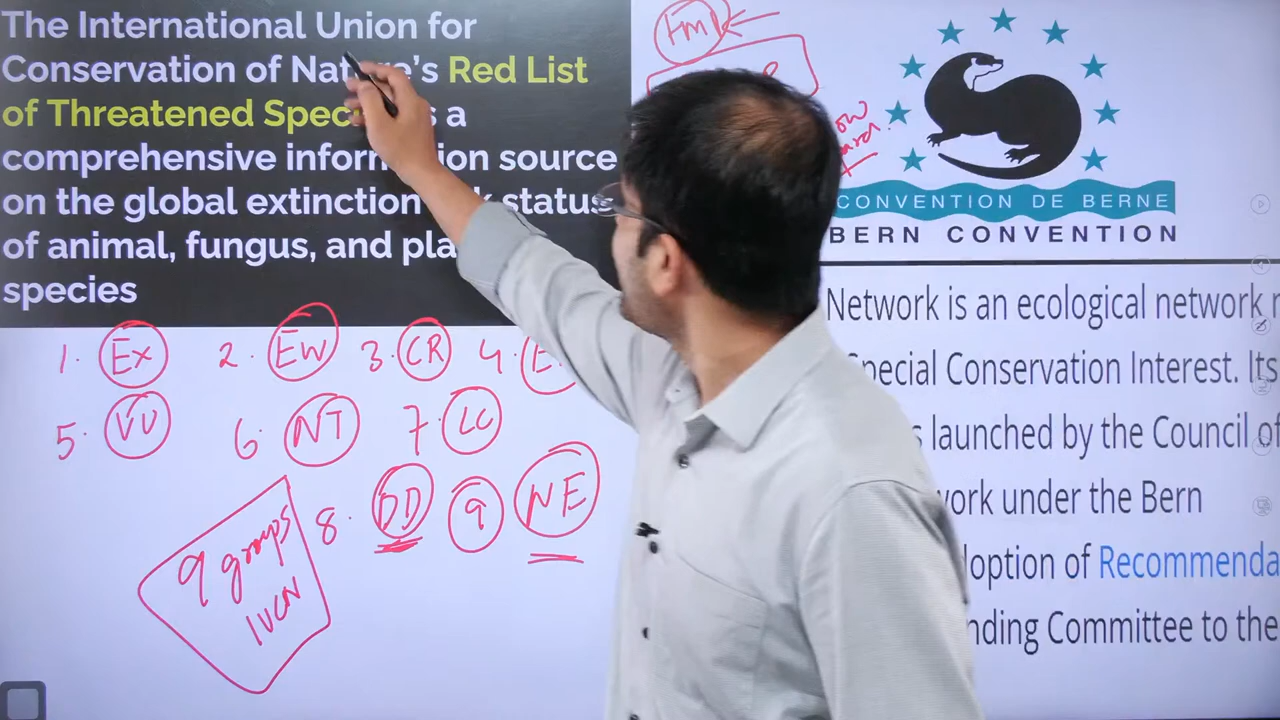 The International Union for
Conservation of Nature's Red List
of Threatened Spec s a
comprehensive inform ion source
on the global extinction k status
of animal, fungus, and pla
species
1. EX 2. EW 3. CR 4. E
5. VU 6. NT 7. LC
8. DD 9 NE
9 groups
IUCN
CONVENTION DE BERNE
BERN CONVENTION
Network is an ecological network
pecial Conservation Interest. Its
launched by the Council of
work under the Bern
doption of Recommenda
nding Committee to the